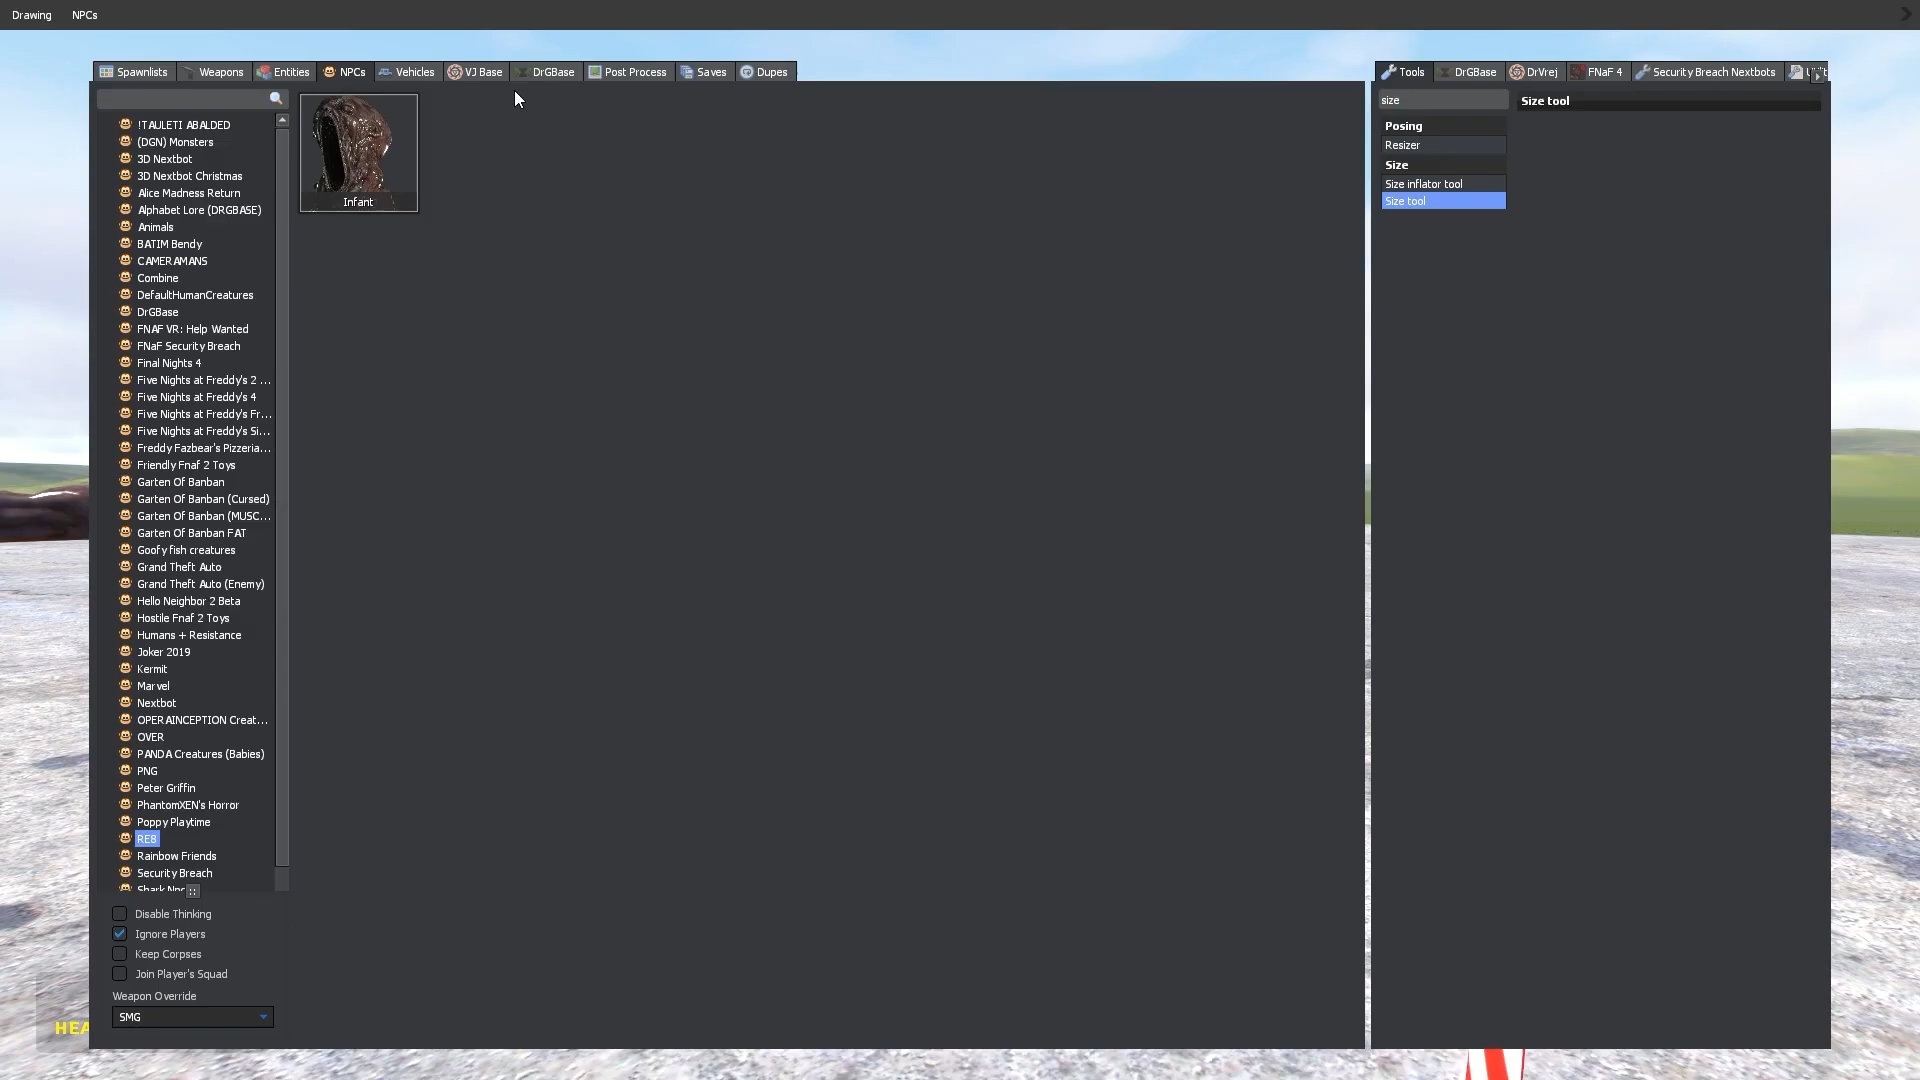 Drawing NPCs
Spawnlists Weapons Entities NPCs Vehicles VJ Base DrGBase Post Process Saves Dupes
!TAULETI ABALDED
(DGN) Monsters
3D Nextbot
3D Nextbot Christmas
Alice Madness Return
Alphabet Lore (DRGBASE)
Animals
BATIM Bendy
CAMERAMANS
Combine
DefaultHumanCreatures
DrGBase
FNAF VR: Help Wanted
FNaF Security Breach
Final Nights 4
Five Nights at Freddy's 2 ...
Five Nights at Freddy's 4
Five Nights at Freddy's Fr...
Five Nights at Freddy's Si...
Freddy Fazbear's Pizzeria...
Friendly Fnaf 2 Toys
Garten Of Banban
Garten Of Banban (Cursed)
Garten Of Banban (MUSC...
Garten Of Banban FAT
Goofy fish creatures
Grand Theft Auto
Grand Theft Auto (Enemy)
Hello Neighbor 2 Beta
Hostile Fnaf 2 Toys
Humans + Resistance
Joker 2019
Kermit
Marvel
Nextbot
OPERAINCEPTION Creat...
OVER
PANDA Creatures (Babies)
PNG
Peter Griffin
PhantomXEN's Horror
Poppy Playtime
RE8
Rainbow Friends
Security Breach
Shark
Disable Thinking
Ignore Players
Keep Corpses
Join Player's Squad
Weapon Override
SMG
HEA
Infant
Tools DrGBase DrVrej FNaF 4 Security Breach Nextbots
size
Posing
Resizer
Size
Size inflator tool
Size tool
Size tool